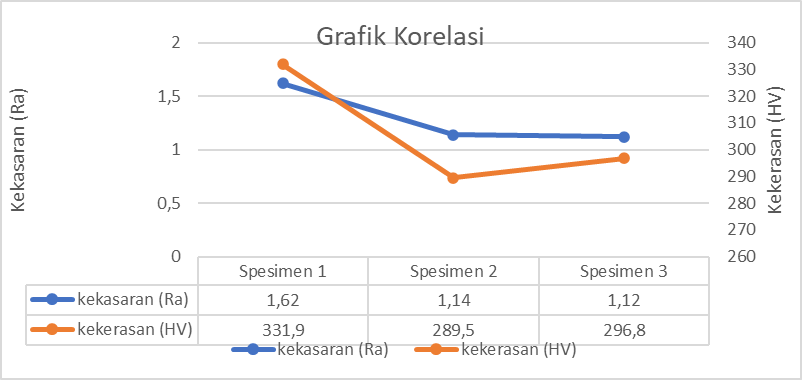 Grafik Korelasi
Kekasaran (Ra)
2
1,5
1
0,5
0
340
330
320
310
300
290
280
270
260
Kekerasan (HV)
Spesimen 1 Spesimen 2 Spesimen 3
kekasaran (Ra) 1,62 1,14 1,12
kekerasan (HV) 331,9 289,5 296,8
kekasaran (Ra) kekerasan (HV)